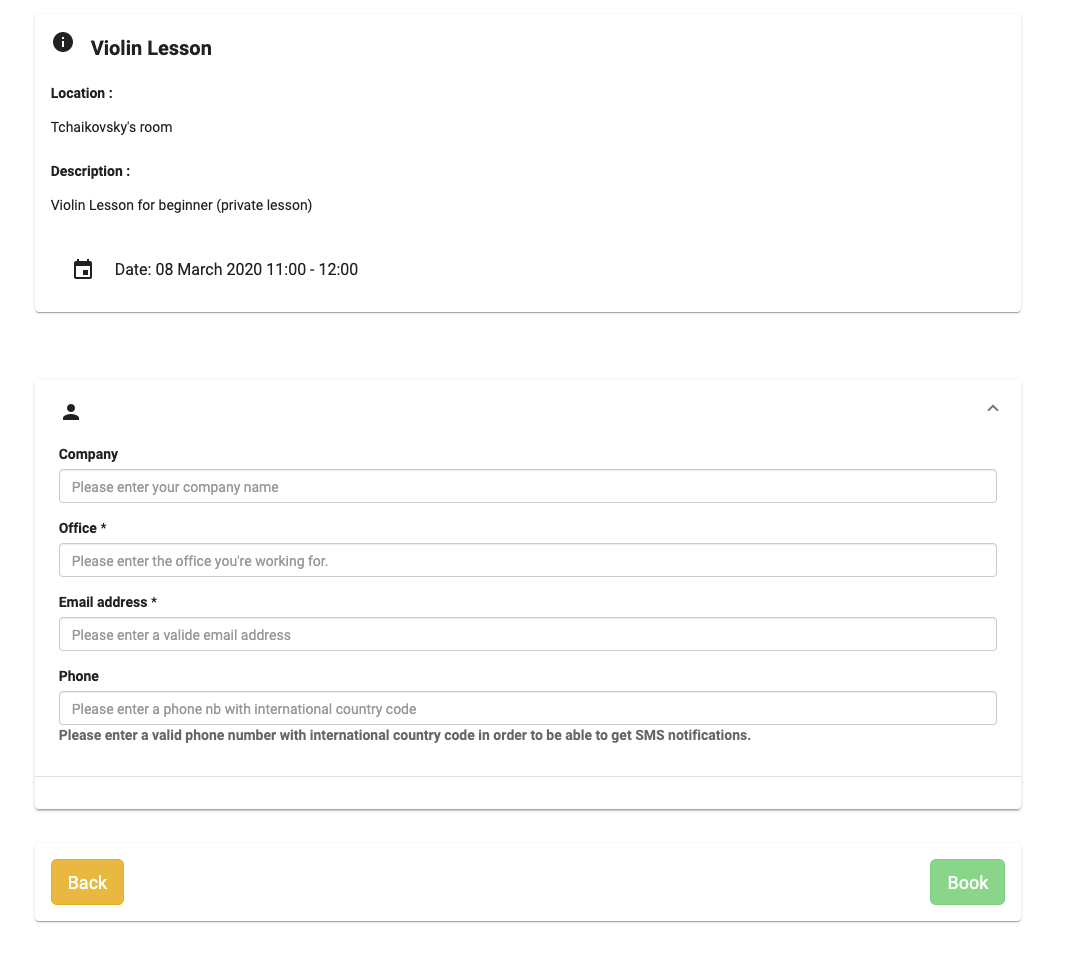 Violin Lesson
Location :
Tchaikovsky's room
Description :
Violin Lesson for beginner (private lesson)
Date: 08 March 2020 11:00 - 12:00
Company
Please enter your company name
Office *
Please enter the office you're working for.
Email address *
Please enter a valide email address
Phone
Please enter a phone nb with international country code
Please enter a valid phone number with international country code in order to be able to get SMS notifications.
Back
Book